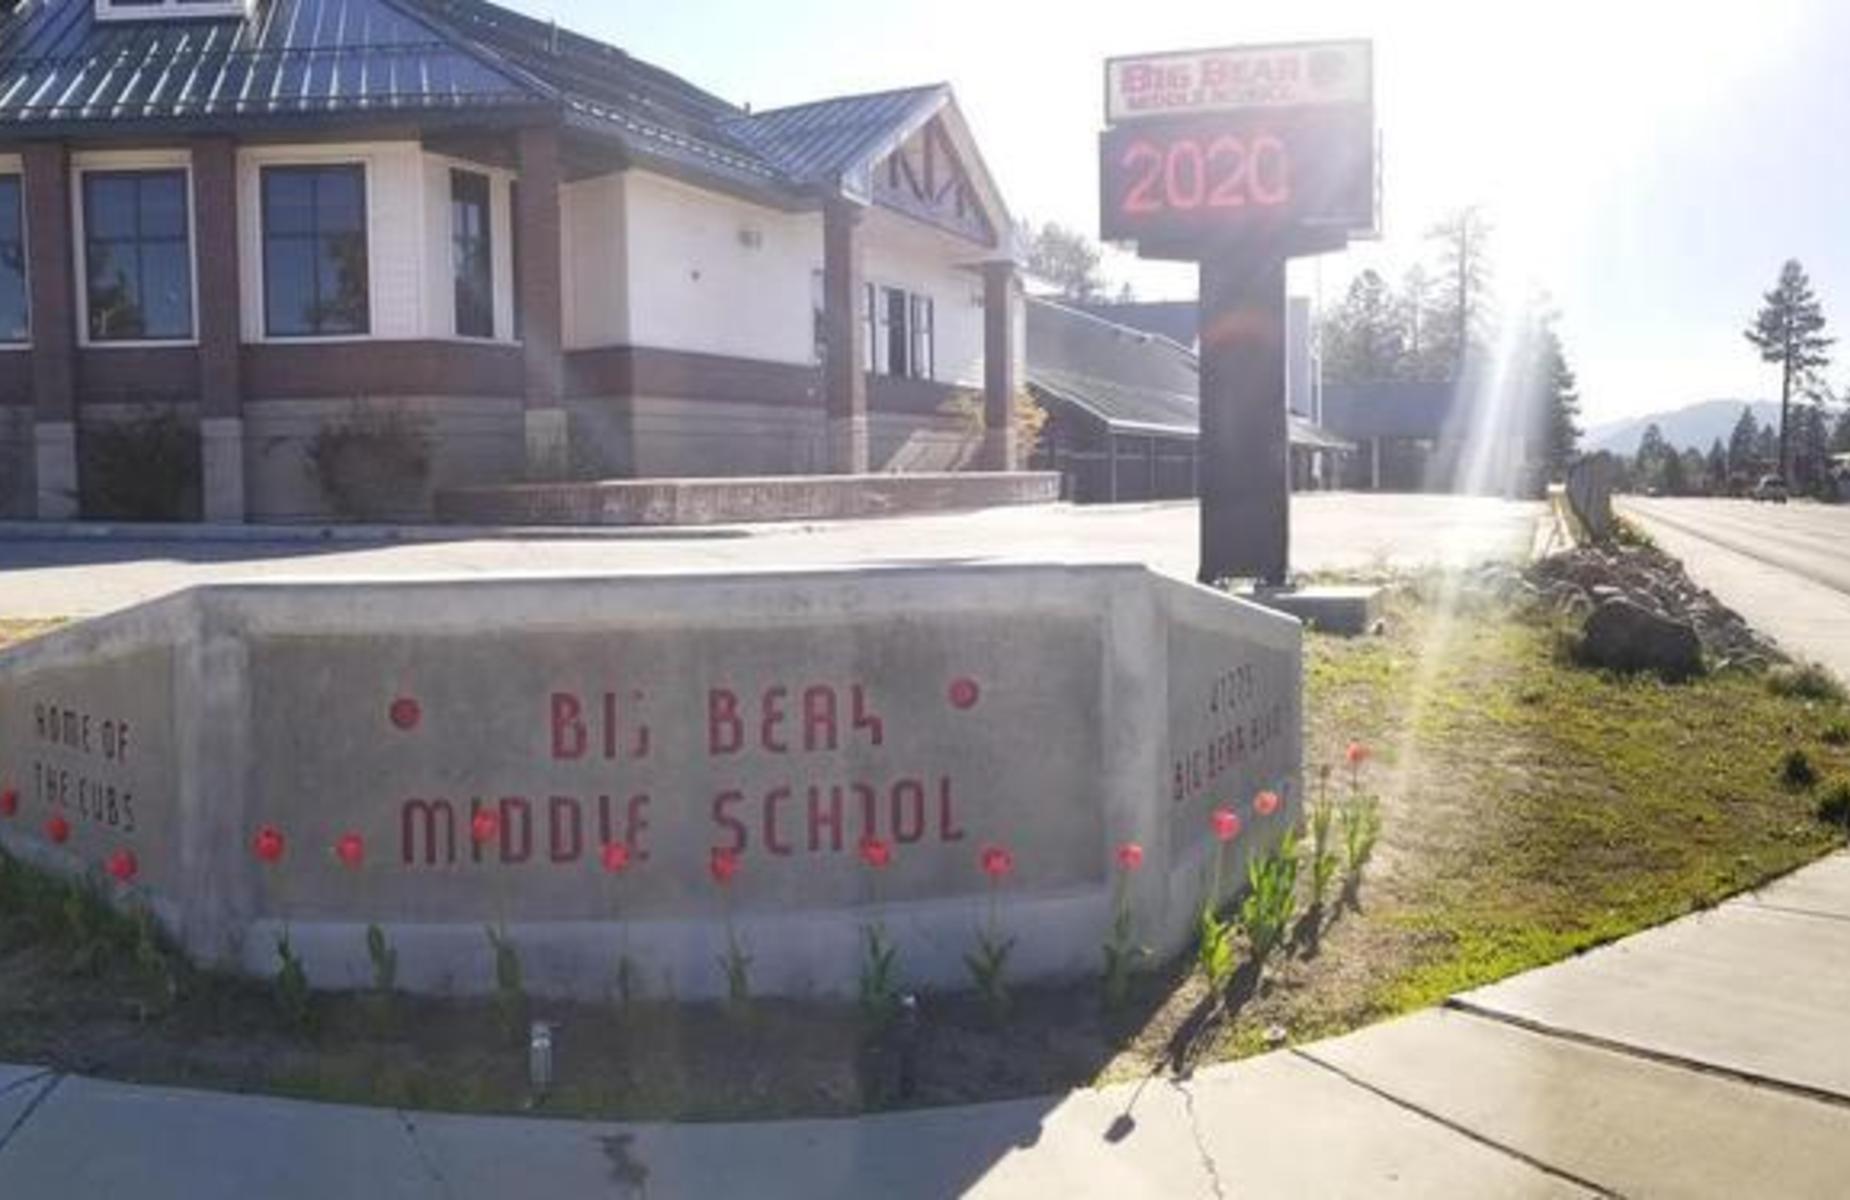 BIG BEAR
MIDDLE SCHOOL
2020
HOME OF
THE CUBS
BIG BEAR
MIDDLE SCHOOL
BIG BEAR BLVD